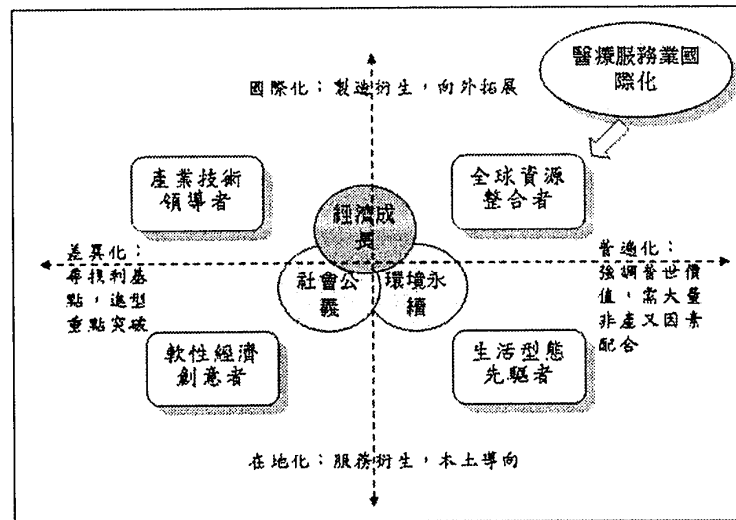 醫療服務業國
際化
國際化：製造衍生，向外拓展
產業技術
領導者
全球資源
整合者
經濟成
長
差異化：
尋找利基
點，進型
重點突破
社會公
義
環境永
續
普遍化：
強調普世價
值，需大量
非產又因素
配合
軟性經濟
創意者
生活型態
先驅者
在地化：服務衍生，本土導向